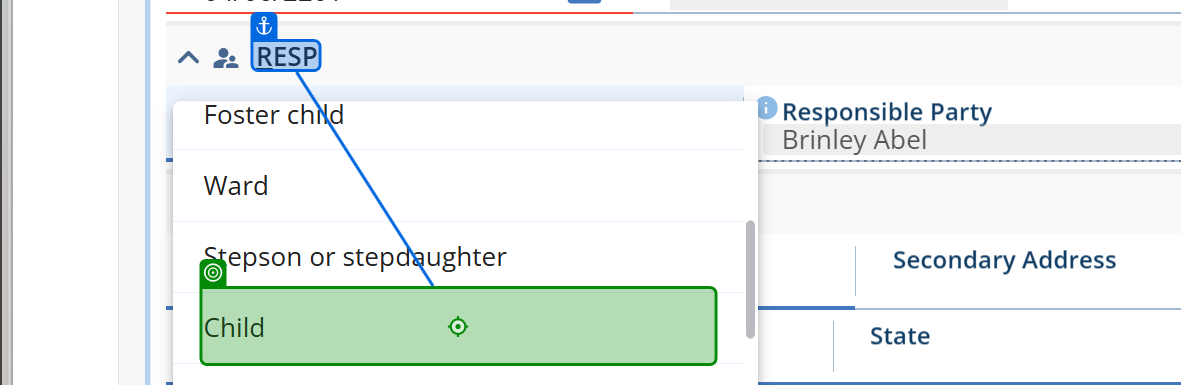 RESP
Foster child
Ward
Stepson or stepdaughter
Child
Responsible Party
Brinley Abel
Secondary Address
State